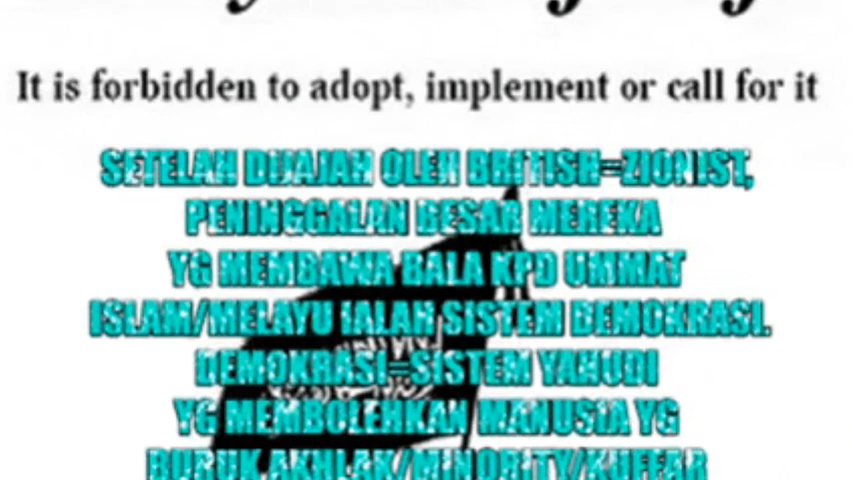 It is forbidden to adopt, implement or call for it
SETELAH DIJAJAH OLEH BRITISH=ZIONIST,
PENINGGALAN BESAR MEREKA
YG MEMBAWA BALA KPD UMMAT
ISLAM/MELAYU IALAH SISTEM DEMOKRASI.
DEMOKRASI=SISTEM YAHUDI
YG MEMBOLEHKAN MANUSIA YG
BURUK AKHLAK/MINORITY/KUFFAR